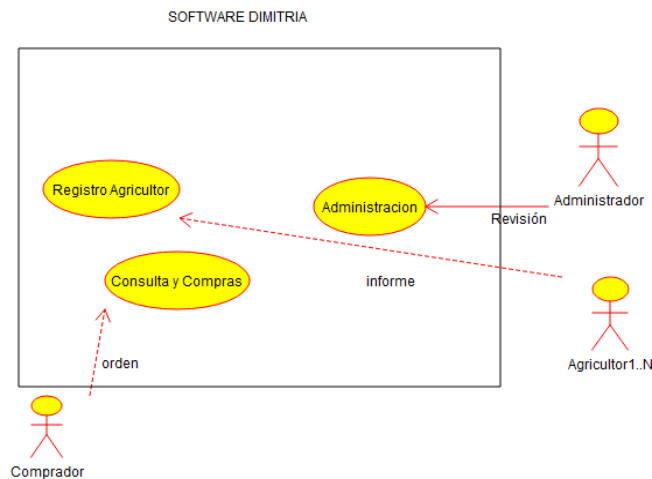 SOFTWARE DIMITRIA
Registro Agricultor
Administracion
Revisión
Administrador
Consulta y Compras
informe
orden
Agricultor1..N
Comprador